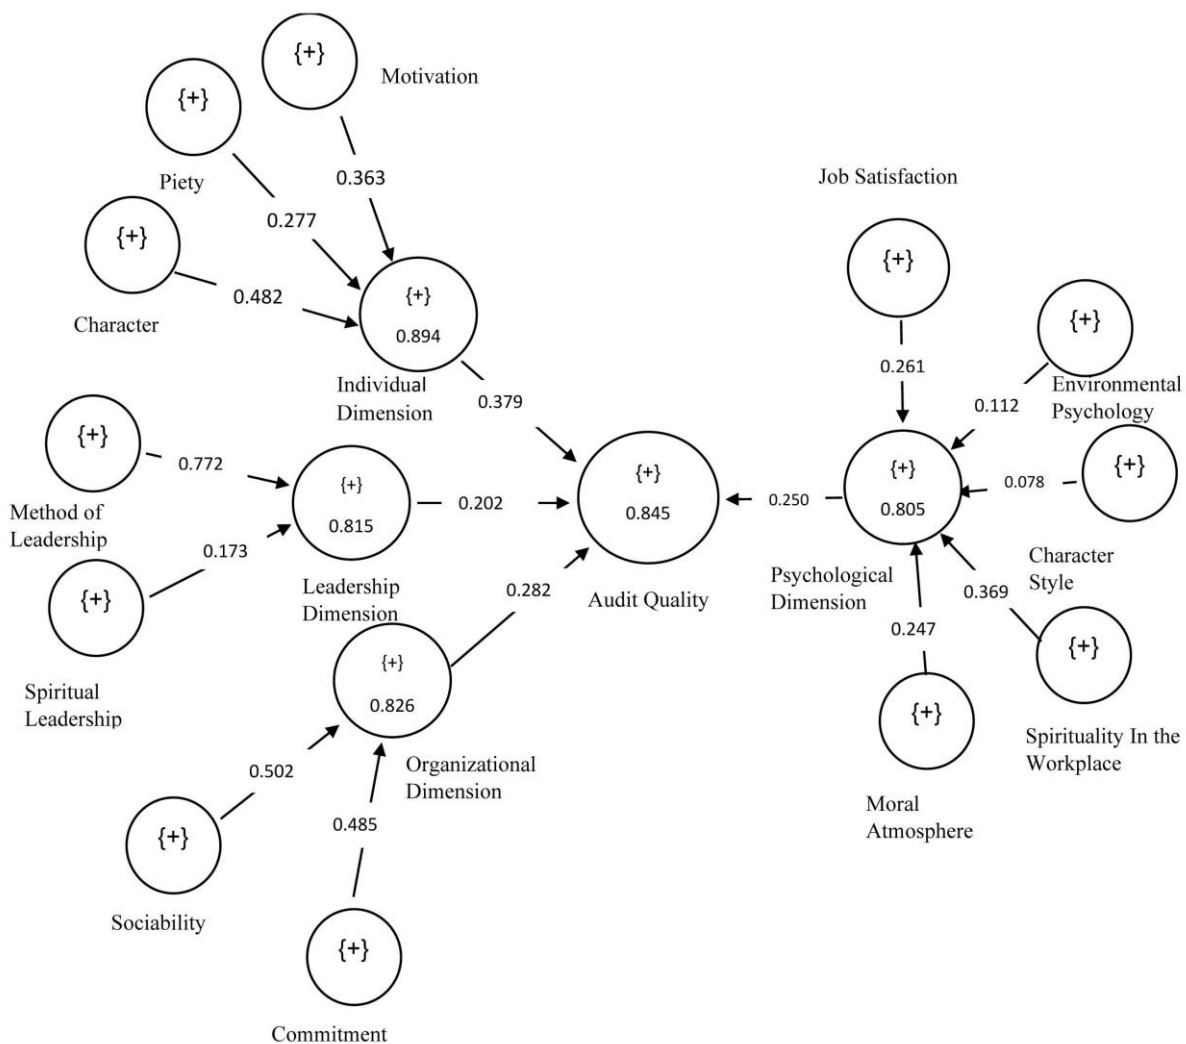 {+}
Motivation
{+}
Piety
0.363
Job Satisfaction
0.277
{+}
{+}
0.482
Character
{+}
0.894
{+}
Individual
Dimension
0.379
0.261
0.112
Environmental
Psychology
{+}
0.772
Method of
Leadership
{+}
0.815
0.202
{+}
0.845
0.250
{+}
0.805
0.078
{+}
0.173
{+}
Spiritual
Leadership
Leadership
Dimension
0.282
Audit Quality
Psychological
Dimension
0.369
Character
Style
0.247
{+}
0.826
{+}
{+}
Spirituality In the
Workplace
Organizational
Dimension
0.502
0.485
Moral
Atmosphere
{+}
Sociability
{+}
Commitment